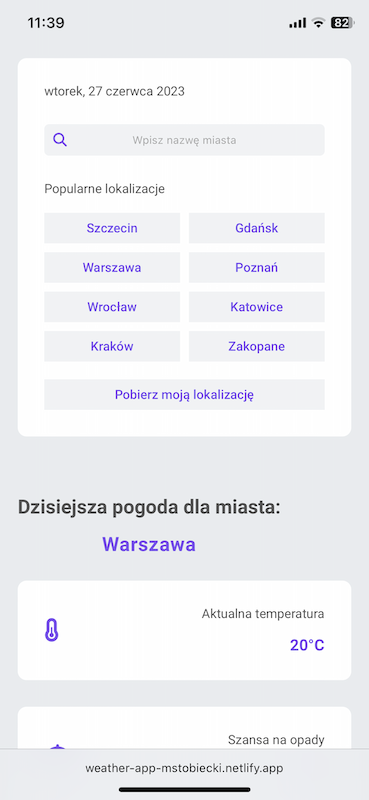 11:39
82
wtorek, 27 czerwca 2023
Wpisz nazwę miasta
Popularne lokalizacje
Szczecin
Gdańsk
Warszawa
Poznań
Wrocław
Katowice
Kraków
Zakopane
Pobierz moją lokalizację
Dzisiejsza pogoda dla miasta:
Warszawa
Aktualna temperatura
20°C
Szansa na opady
weather-app-mstobiecki.netlify.app